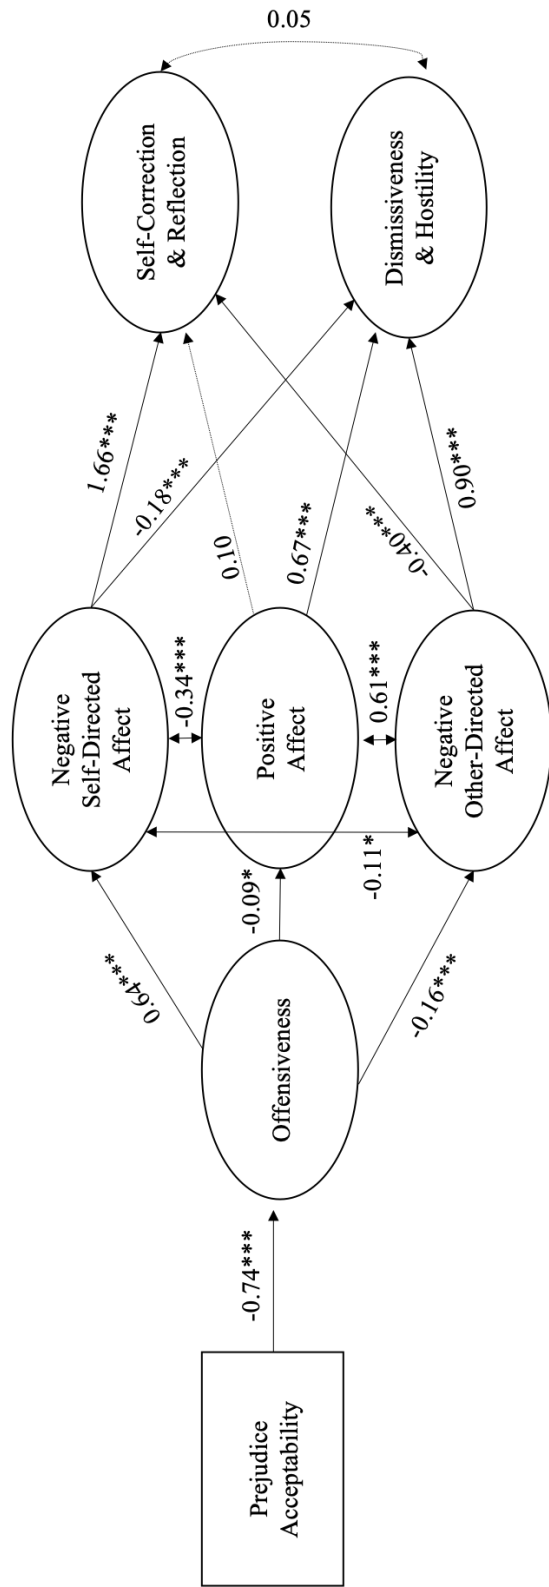 Prejudice
Acceptability
-0.74***
Offensiveness
0.64***
-0.09*
-0.16***
Negative
Self-Directed
Affect
-0.34***
Positive
Affect
0.61***
-0.11*
Negative
Other-Directed
Affect
1.66***
-0.18***
0.10
0.67***
-0.40***
0.90***
Self-Correction
& Reflection
Dismissiveness
& Hostility
0.05